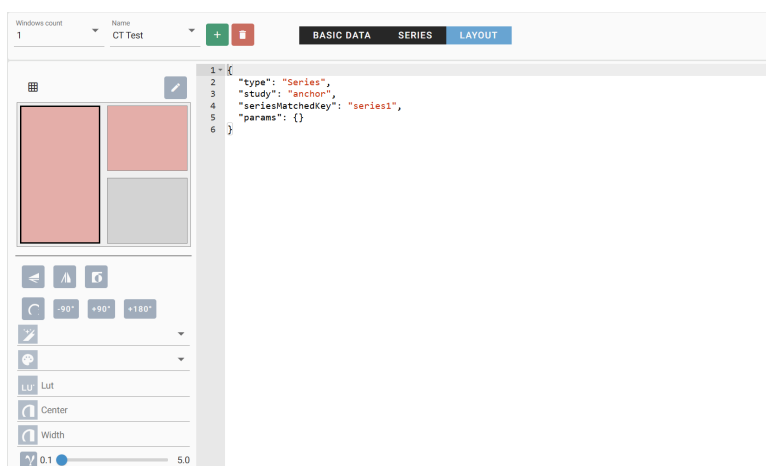 Windows count
1
Name
CT Test
+
BASIC DATA
SERIES
LAYOUT
1 {
2 "type": "Series",
3 "study": "anchor",
4 "seriesMatchedKey": "series1",
5 "params": {}
6 }
-90°
+90°
+180°
LUT Lut
Center
Width
γ 0.1
5.0